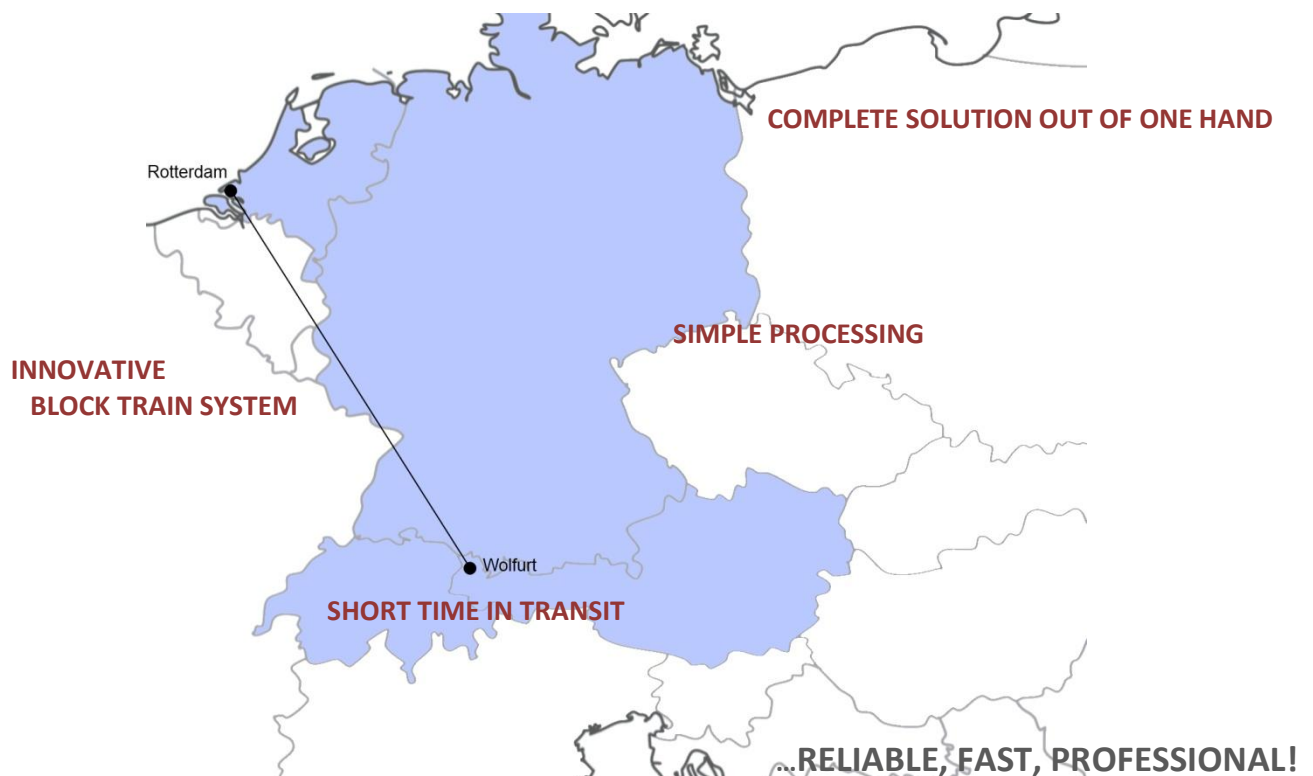 COMPLETE SOLUTION OUT OF ONE HAND
Rotterdam
SIMPLE PROCESSING
INNOVATIVE
BLOCK TRAIN SYSTEM
Wolfurt
SHORT TIME IN TRANSIT
...RELIABLE, FAST, PROFESSIONAL!